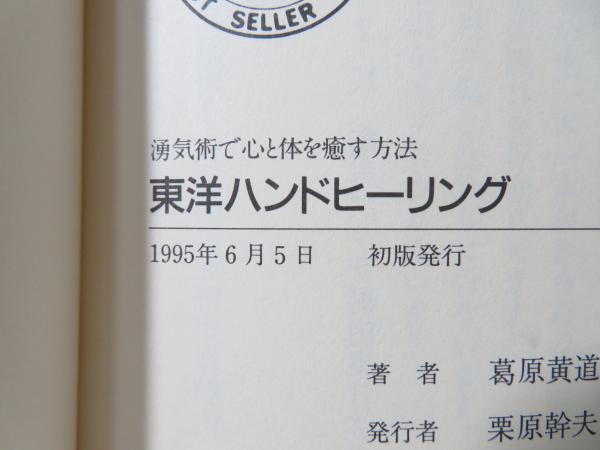 SELLER
湧気術で心と体を癒す方法
東洋ハンドヒーリング
1995年6月5日 初版発行
著 者 葛原黄道
発行者 栗原幹夫